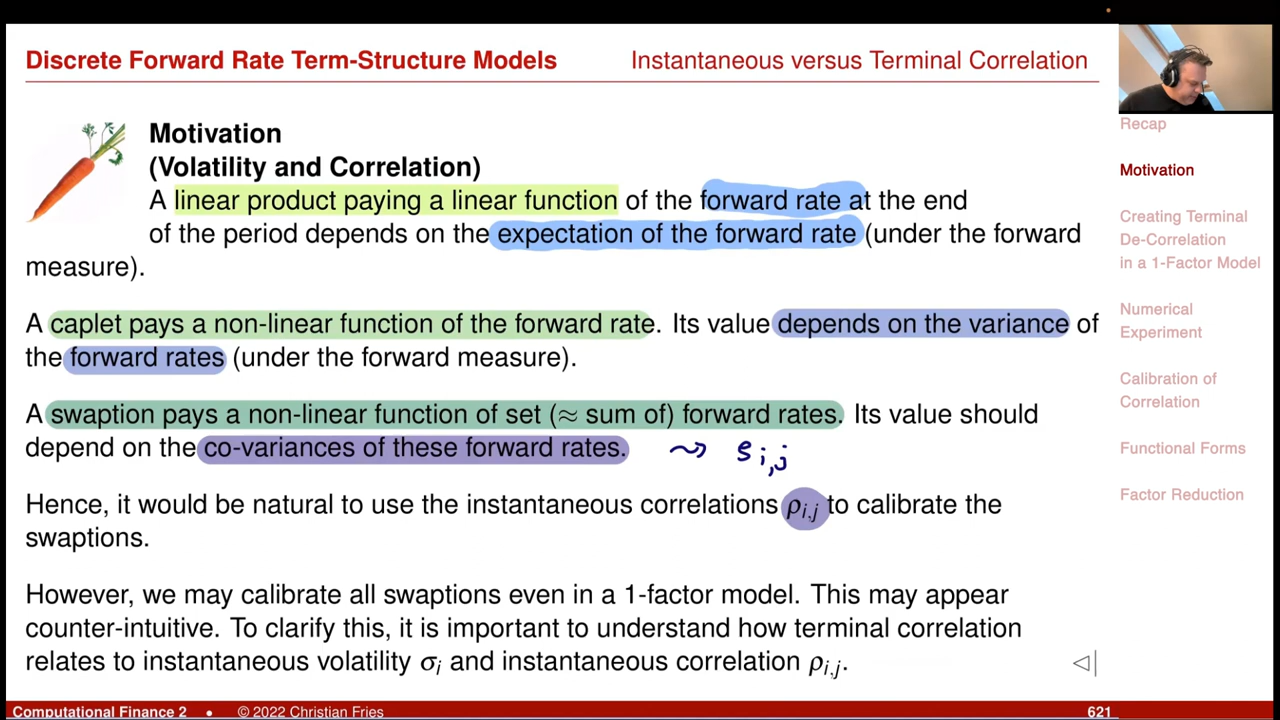 Discrete Forward Rate Term-Structure Models
Instantaneous versus Terminal Correlation
Motivation
(Volatility and Correlation)
A linear product paying a linear function of the forward rate at the end
of the period depends on the expectation of the forward rate (under the forward
measure).
A caplet pays a non-linear function of the forward rate. Its value depends on the variance of
the forward rates (under the forward measure).
A swaption pays a non-linear function of set (≈ sum of) forward rates. Its value should
depend on the co-variances of these forward rates. ⇝ S i,j
Hence, it would be natural to use the instantaneous correlations ρi,j to calibrate the
swaptions.
However, we may calibrate all swaptions even in a 1-factor model. This may appear
counter-intuitive. To clarify this, it is important to understand how terminal correlation
relates to instantaneous volatility σi and instantaneous correlation ρi,j.
Recap
Motivation
Creating Terminal
De-Correlation
in a 1-Factor Model
Numerical
Experiment
Calibration of
Correlation
Functional Forms
Factor Reduction
Computational Finance 2 • © 2022 Christian Fries
621